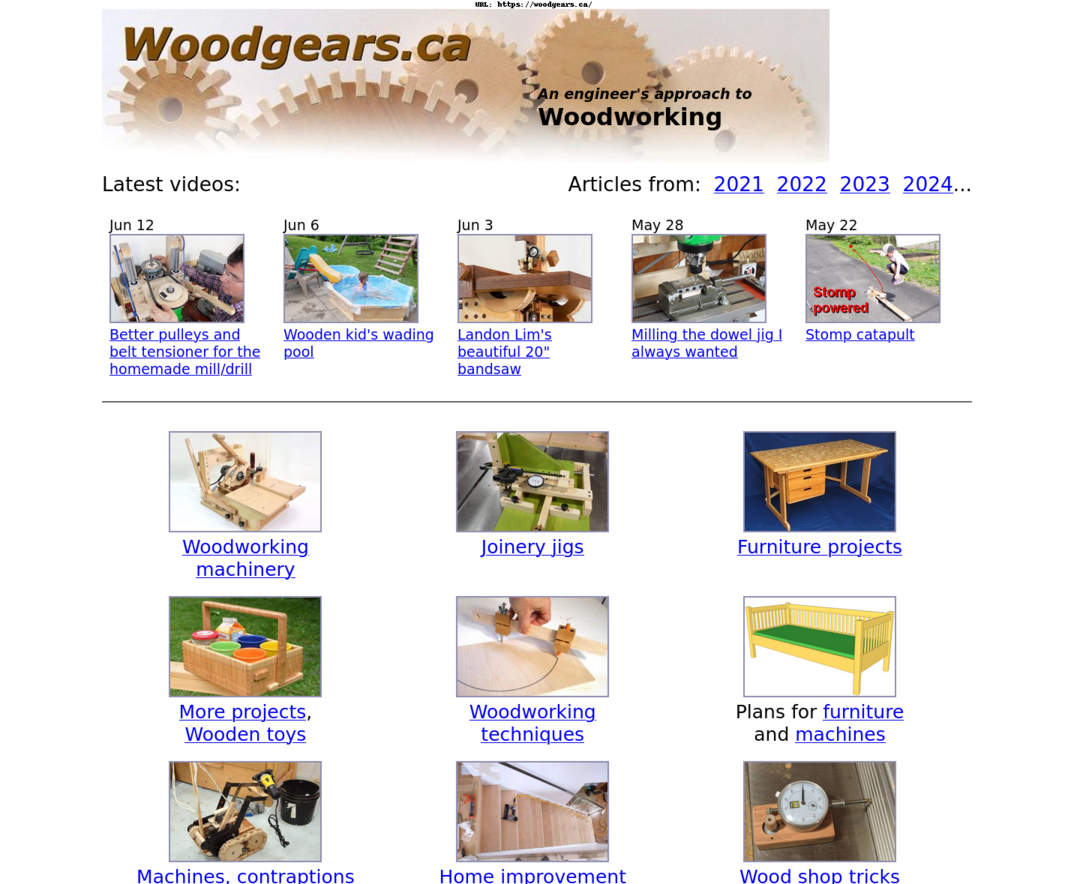 URL: https://woodgears.ca/
Woodgears.ca
An engineer's approach to
Woodworking
Latest videos:
Articles from: 2021 2022 2023 2024...
Jun 12
Better pulleys and
belt tensioner for the
homemade mill/drill
Jun 6
Wooden kid's wading
pool
Jun 3
Landon Lim's
beautiful 20"
bandsaw
May 28
Milling the dowel jig I
always wanted
May 22
Stomp
powered
Stomp catapult
Woodworking
machinery
Joinery jigs
Furniture projects
More projects,
Wooden toys
Woodworking
techniques
Plans for furniture
and machines
Machines, contraptions
Home improvement
Wood shop tricks